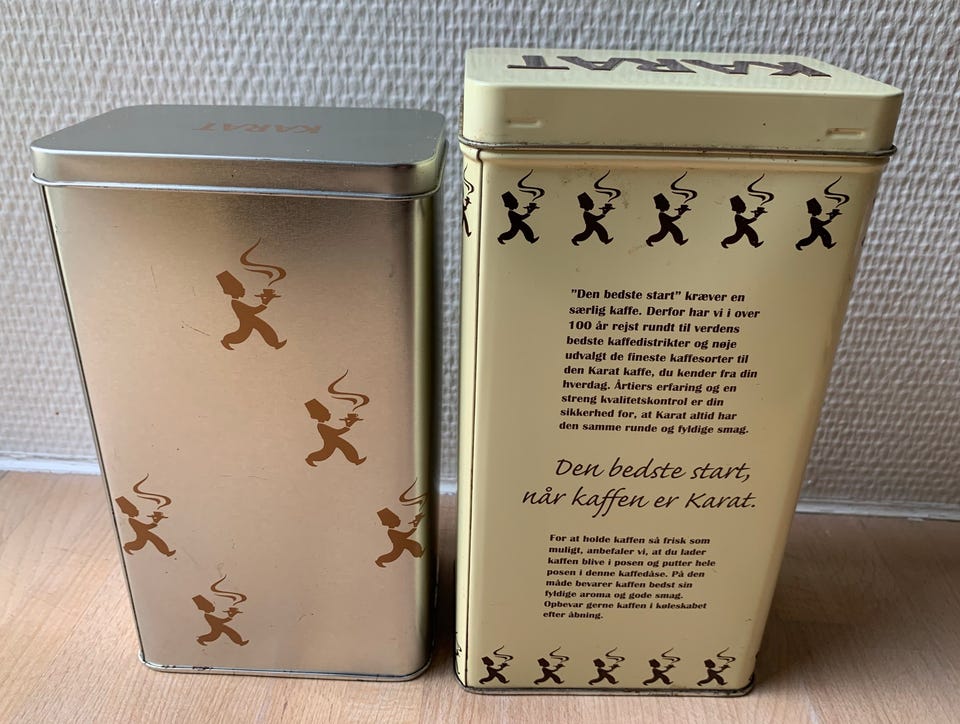 KARAT
KARAT
"Den bedste start" kræver en
særlig kaffe. Derfor har vi i over
100 år rejst rundt til verdens
bedste kaffedistrikter og nøje
udvalgt de fineste kaffesorter til
den Karat kaffe, du kender fra din
hverdag. Årtiers erfaring og en
streng kvalitetskontrol er din
sikkerhed for, at Karat altid har
den samme runde og fyldige smag.
Den bedste start,
når kaffen er Karat.
For at holde kaffen så frisk som
muligt, anbefaler vi, at du lader
kaffen blive i posen og putter hele
posen i denne kaffedåse. På den
måde bevarer kaffen bedst sin
fyldige aroma og gode smag.
Opbevar gerne kaffen i køleskabet
efter åbning.